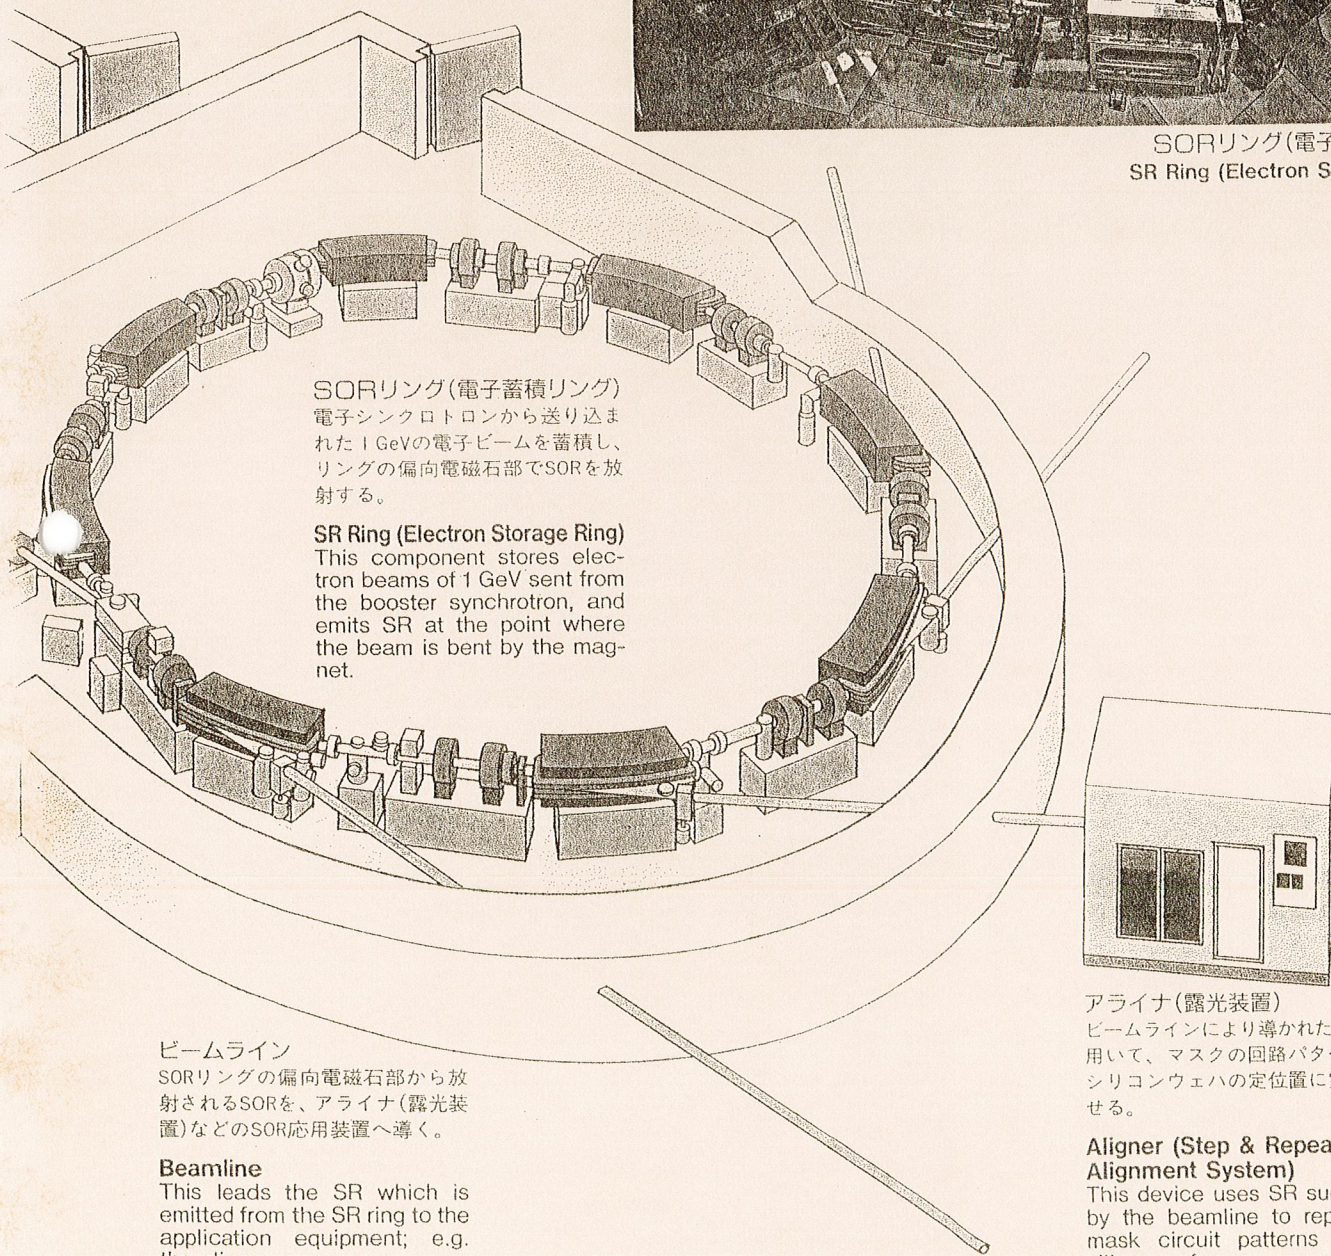 SORリング(電子
SR Ring (Electron S
SORリング(電子蓄積リング)
電子シンクロトロンから送り込ま
れた1GeVの電子ビームを蓄積し、
リングの偏向電磁石部でSORを放
射する。
SR Ring (Electron Storage Ring)
This component stores elec-
tron beams of 1 GeV sent from
the booster synchrotron, and
emits SR at the point where
the beam is bent by the mag-
net.
ビームライン
SORリングの偏向電磁石部から放
射されるSORを、アライナ(露光装
置)などのSOR応用装置へ導く。
Beamline
This leads the SR which is
emitted from the SR ring to the
application equipment; e.g.
アライナ(露光装置)
ビームラインにより導かれた
用いて、マスクの回路パタ
シリコンウェハの定位置に
せる。
Aligner (Step & Repea
Alignment System)
This device uses SR su
by the beamline to rep
mask circuit patterns